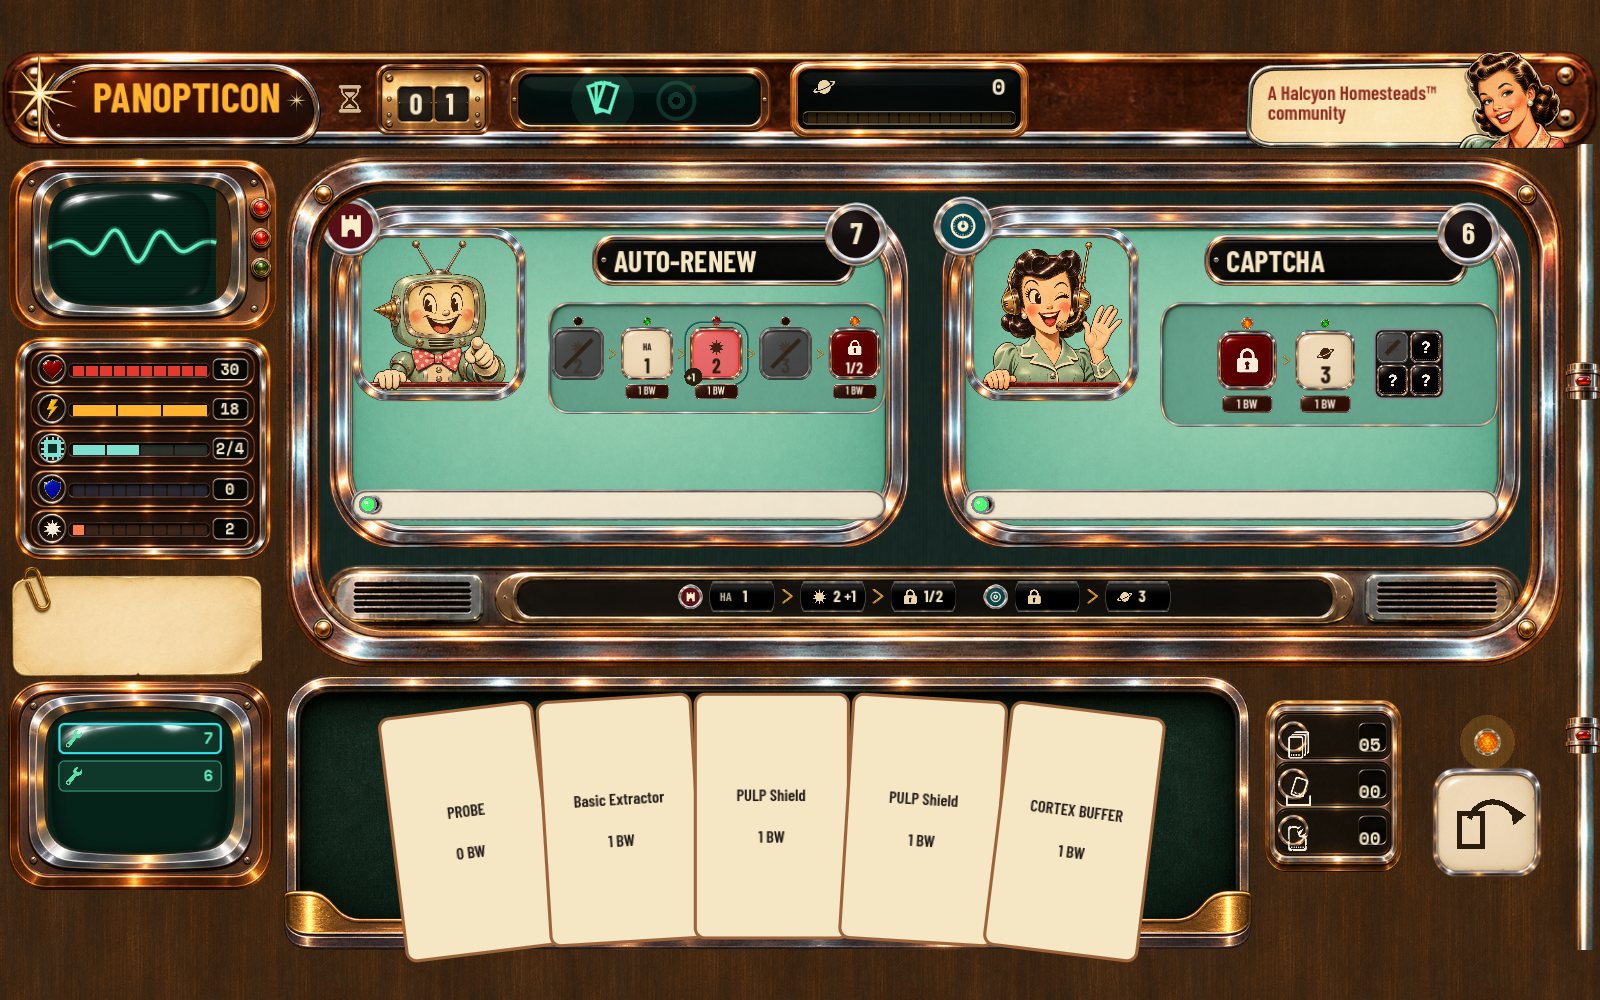 PANOPTICON
01
0
A Halcyon Homesteads™
community
30
18
2/4
0
2
7
6
AUTO-RENEW
7
2
HA
1
1 BW
2
+1
1 BW
3
1/2
1 BW
CAPTCHA
6
1 BW
3
1 BW
?
? ?
HA 1 > 2 +1 > 1/2
> 3
PROBE
0 BW
Basic Extractor
1 BW
PULP Shield
1 BW
PULP Shield
1 BW
CORTEX BUFFER
1 BW
05
00
00